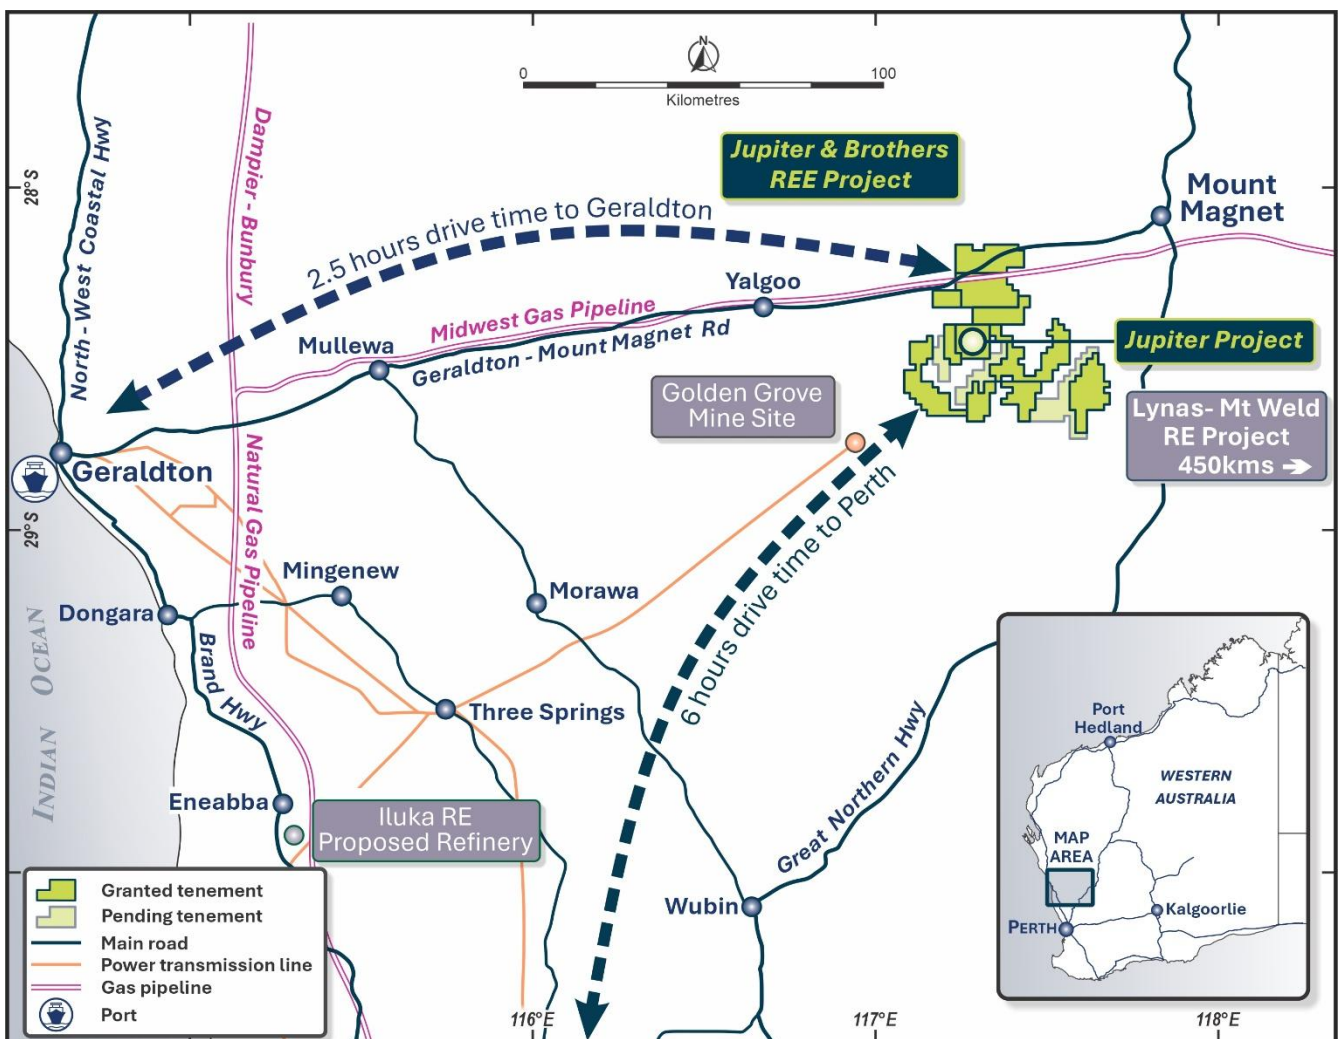 N
0
100
Kilometres
Jupiter & Brothers
REE Project
Mount
Magnet
28°S
North - West Coastal Hwy
Dampier - Bunbury
2.5 hours drive time to Geraldton
Yalgoo
Midwest Gas Pipeline
Mullewa
Geraldton - Mount Magnet Rd
Jupiter Project
Golden Grove
Mine Site
Lynas- Mt Weld
RE Project
450kms
Geraldton
Natural Gas Pipeline
6 hours drive time to Perth
29°S
Mingenew
Morawa
Dongara
Brand Hwy
INDIAN OCEAN
Three Springs
Great Northern Hwy
Eneabba
Iluka RE
Proposed Refinery
Wubin
Port
Hedland
WESTERN
AUSTRALIA
MAP
AREA
Kalgoorlie
PERTH
Granted tenement
Pending tenement
Main road
Power transmission line
Gas pipeline
Port
116°E
117°E
118°E